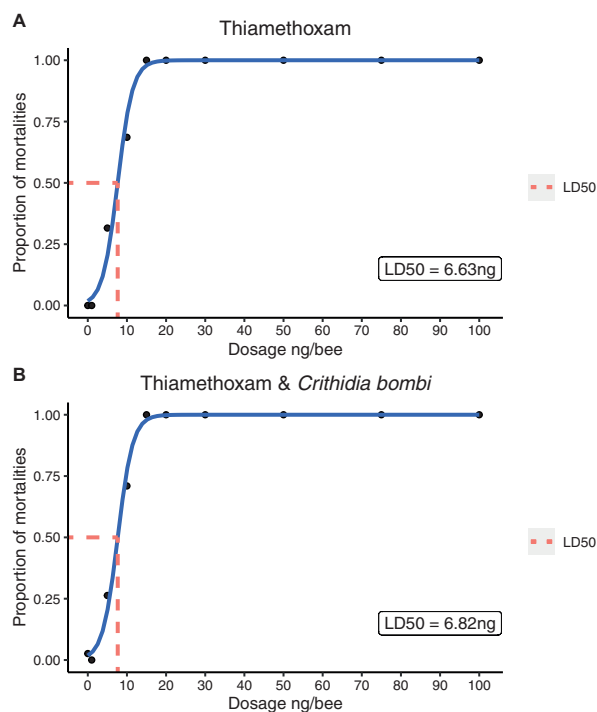 A
Thiamethoxam
1.00
0.75
0.50
0.25
0.00
Proportion of mortalities
0 10 20 30 40 50 60 70 80 90 100
Dosage ng/bee
LD50 = 6.63ng
LD50
B
Thiamethoxam & Crithidia bombi
1.00
0.75
0.50
0.25
0.00
Proportion of mortalities
0 10 20 30 40 50 60 70 80 90 100
Dosage ng/bee
LD50 = 6.82ng
LD50